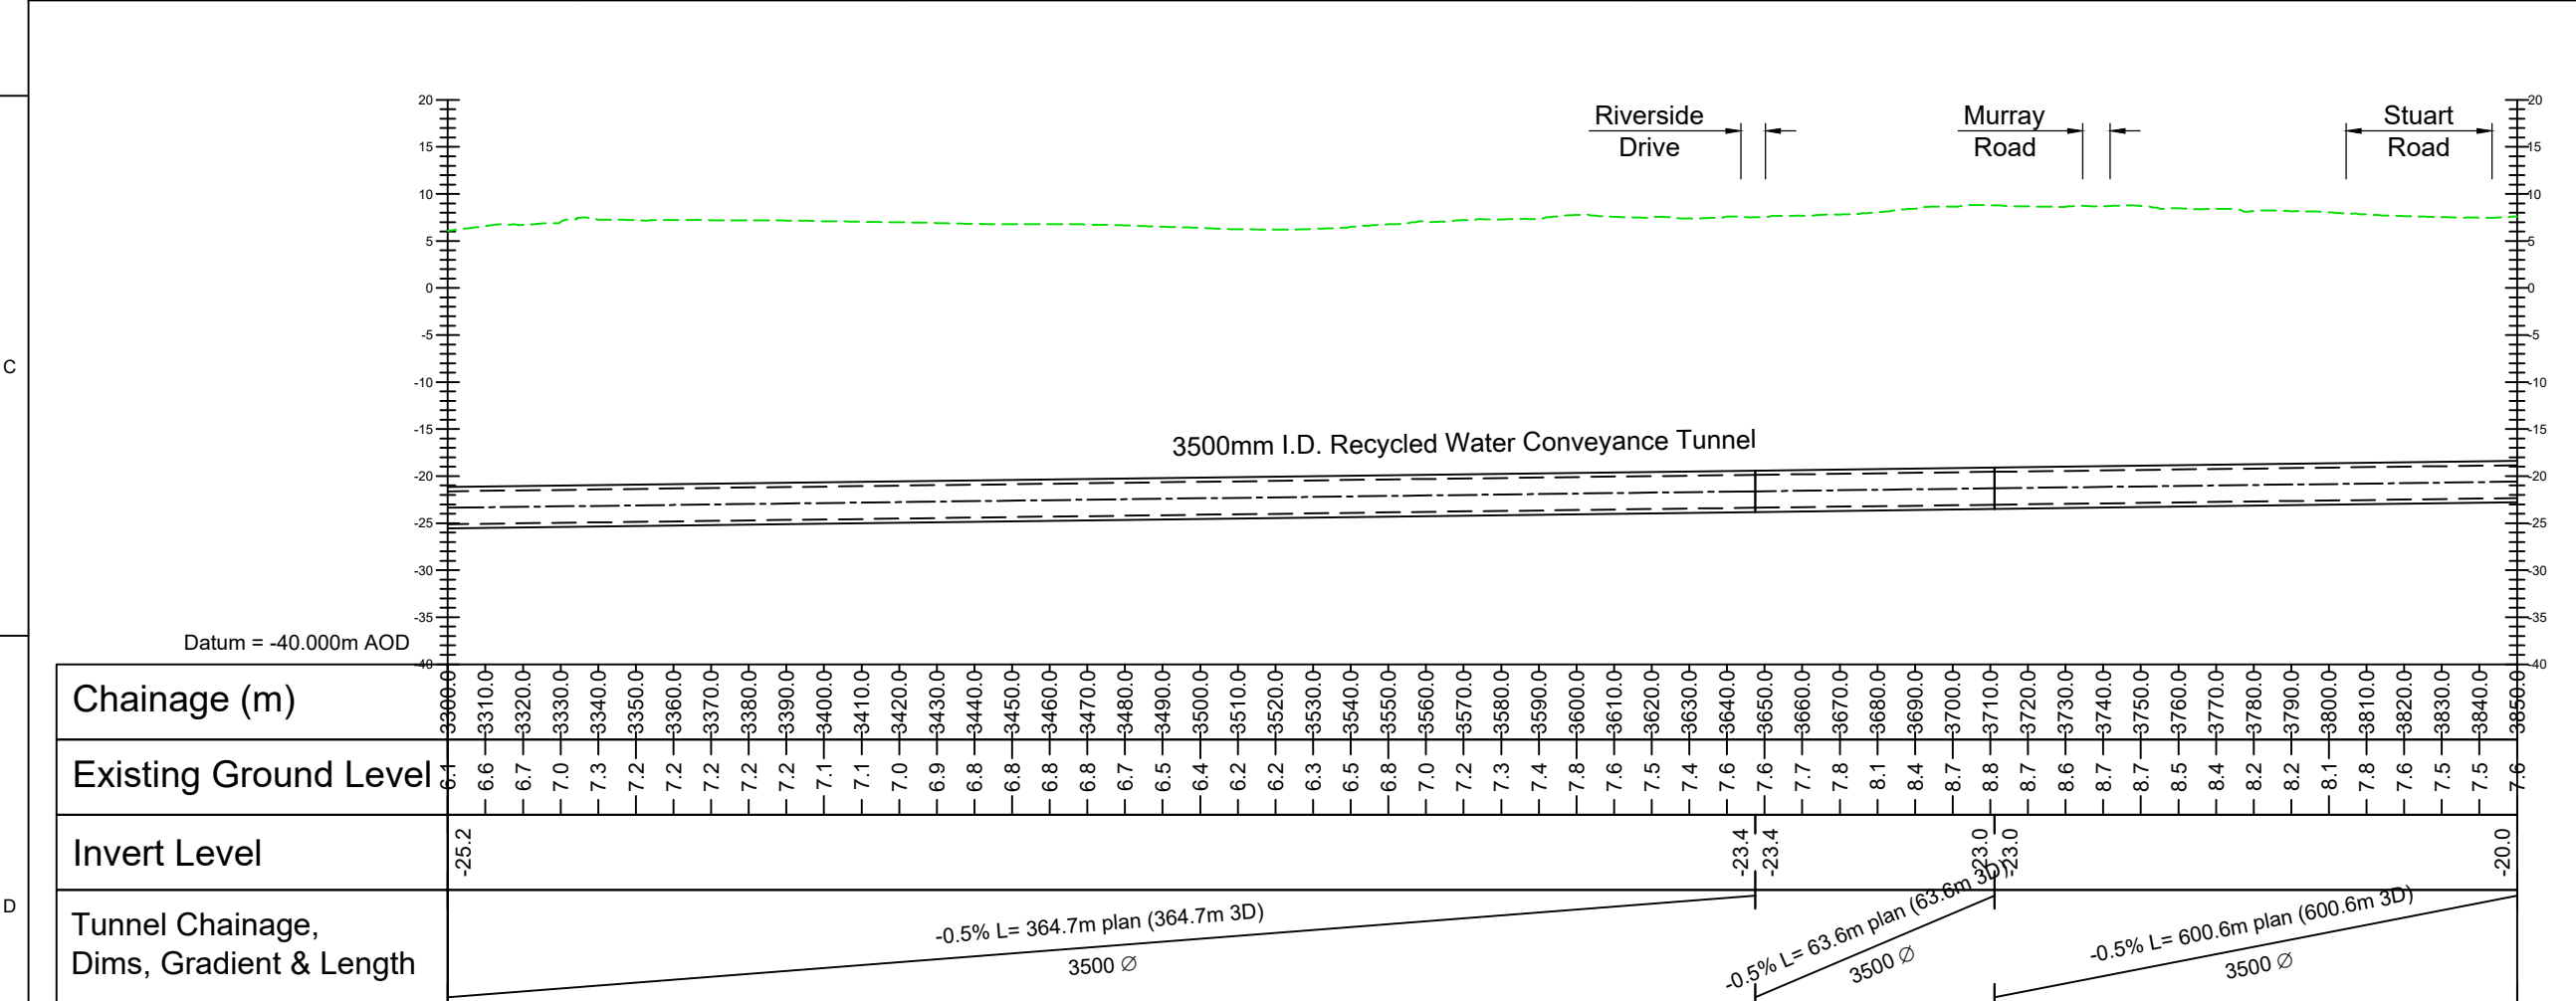 Riverside
Drive
Murray
Road
Stuart
Road
20
15
10
5
0
-5
-10
-15
-20
-25
-30
-35
-40
20
15
10
5
0
-5
-10
-15
-20
-25
-30
-35
-40
C
3500mm I.D. Recycled Water Conveyance Tunnel
Datum = -40.000m AOD
Chainage (m) 3300.0 3310.0 3320.0 3330.0 3340.0 3350.0 3360.0 3370.0 3380.0 3390.0 3400.0 3410.0 3420.0 3430.0 3440.0 3450.0 3460.0 3470.0 3480.0 3490.0 3500.0 3510.0 3520.0 3530.0 3540.0 3550.0 3560.0 3570.0 3580.0 3590.0 3600.0 3610.0 3620.0 3630.0 3640.0 3650.0 3660.0 3670.0 3680.0 3690.0 3700.0 3710.0 3720.0 3730.0 3740.0 3750.0 3760.0 3770.0 3780.0 3790.0 3800.0 3810.0 3820.0 3830.0 3840.0 3850.0
Existing Ground Level 6.1 6.6 6.7 7.0 7.3 7.2 7.2 7.2 7.2 7.2 7.1 7.1 7.0 6.9 6.8 6.8 6.8 6.8 6.7 6.5 6.4 6.2 6.2 6.3 6.5 6.8 7.0 7.2 7.3 7.4 7.8 7.6 7.5 7.4 7.6 7.6 7.7 7.8 8.1 8.4 8.7 8.8 8.7 8.6 8.7 8.7 8.5 8.4 8.2 8.2 8.1 7.8 7.6 7.5 7.5 7.6
Invert Level -25.2 -23.4 -23.4 -23.0 -23.0 -20.0
D
Tunnel Chainage,
Dims, Gradient & Length
-0.5% L= 364.7m plan (364.7m 3D)
3500 ∅
-0.5% L= 63.6m plan (63.6m 3D)
3500 ∅
-0.5% L= 600.6m plan (600.6m 3D)
3500 ∅